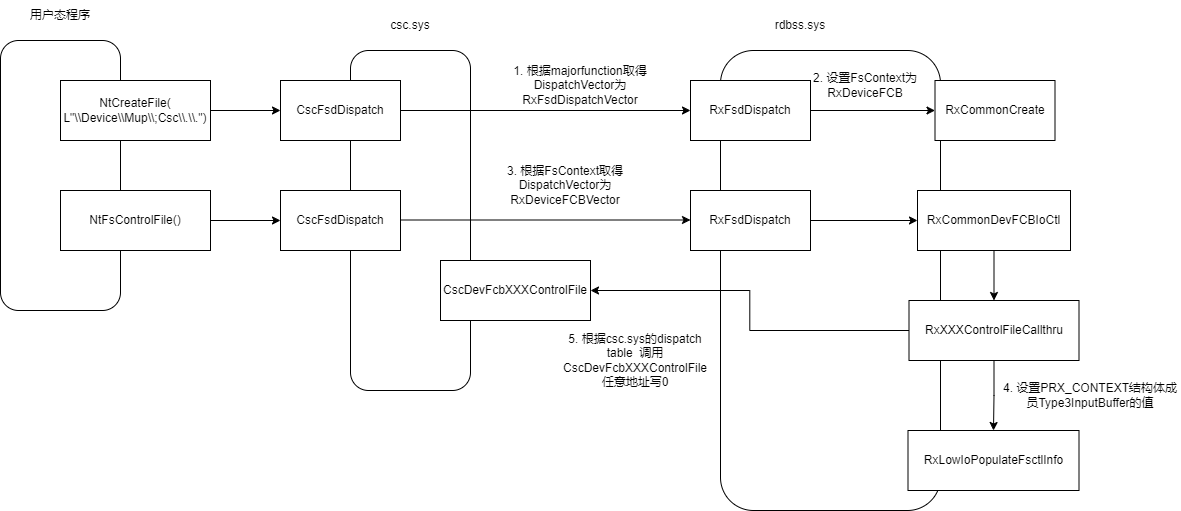 用户态程序
csc.sys
rdbss.sys
NtCreateFile(
L"\\Device\\Mup\\;Csc\\.\\.")
CscFsdDispatch
1. 根据majorfunction取得
DispatchVector为
RxFsdDispatchVector
RxFsdDispatch
2. 设置FsContext为
RxDeviceFCB
RxCommonCreate
NtFsControlFile()
CscFsdDispatch
3. 根据FsContext取得
DispatchVector为
RxDeviceFCBVector
RxFsdDispatch
RxCommonDevFCBIoCtl
CscDevFcbXXXControlFile
RxXXXControlFileCallthru
5. 根据csc.sys的dispatch
table 调用
CscDevFcbXXXControlFile
任意地址写0
4. 设置PRX_CONTEXT结构体成
员Type3InputBuffer的值
RxLowIoPopulateFsctlInfo